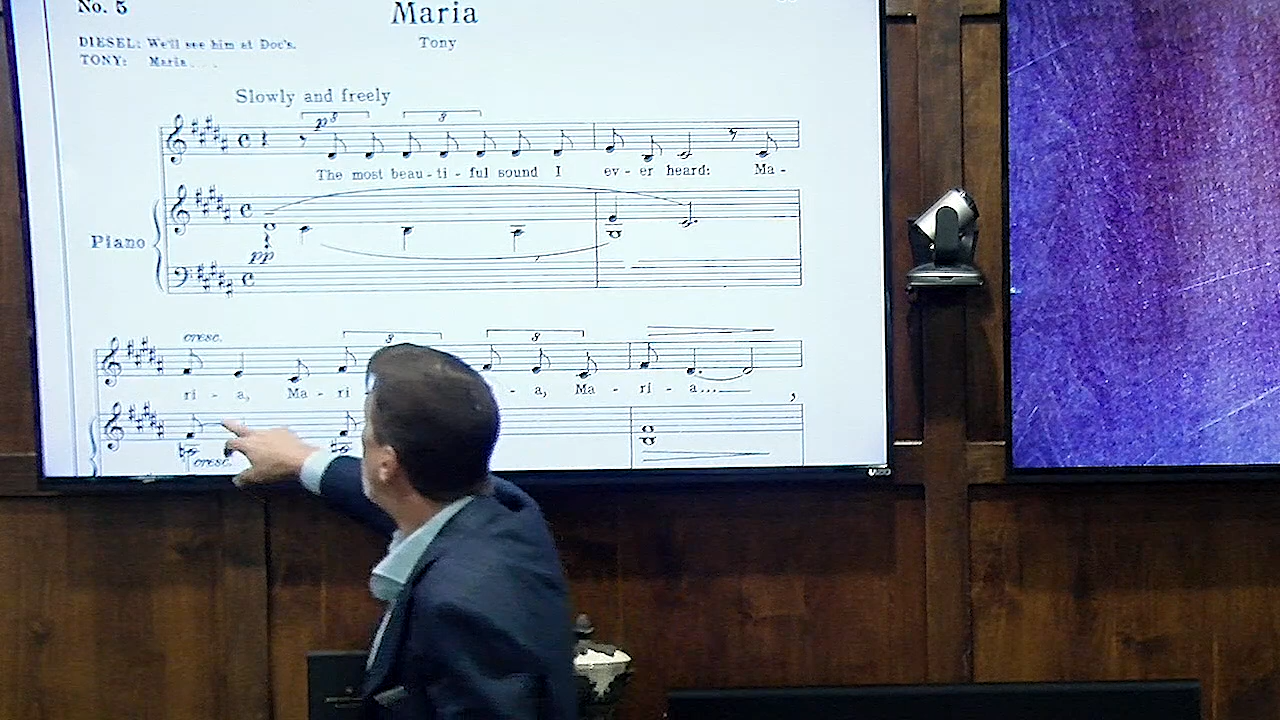 No. 5
Maria
DIESEL: We'll see him at Doc's.
Tony
TONY: Maria . . .
Slowly and freely
3
3
p
The most beau - ti - ful sound I ev - er heard: Ma -
Piano
pp
cresc.
3
3
ri - a, Ma - ri - a, Ma - ri - a...
cresc.